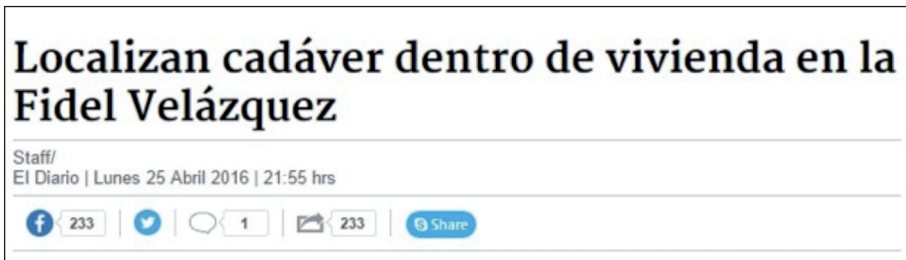 Localizan cadáver dentro de vivienda en la
Fidel Velázquez
Staff/
El Diario | Lunes 25 Abril 2016 | 21:55 hrs
233 1 233 Share